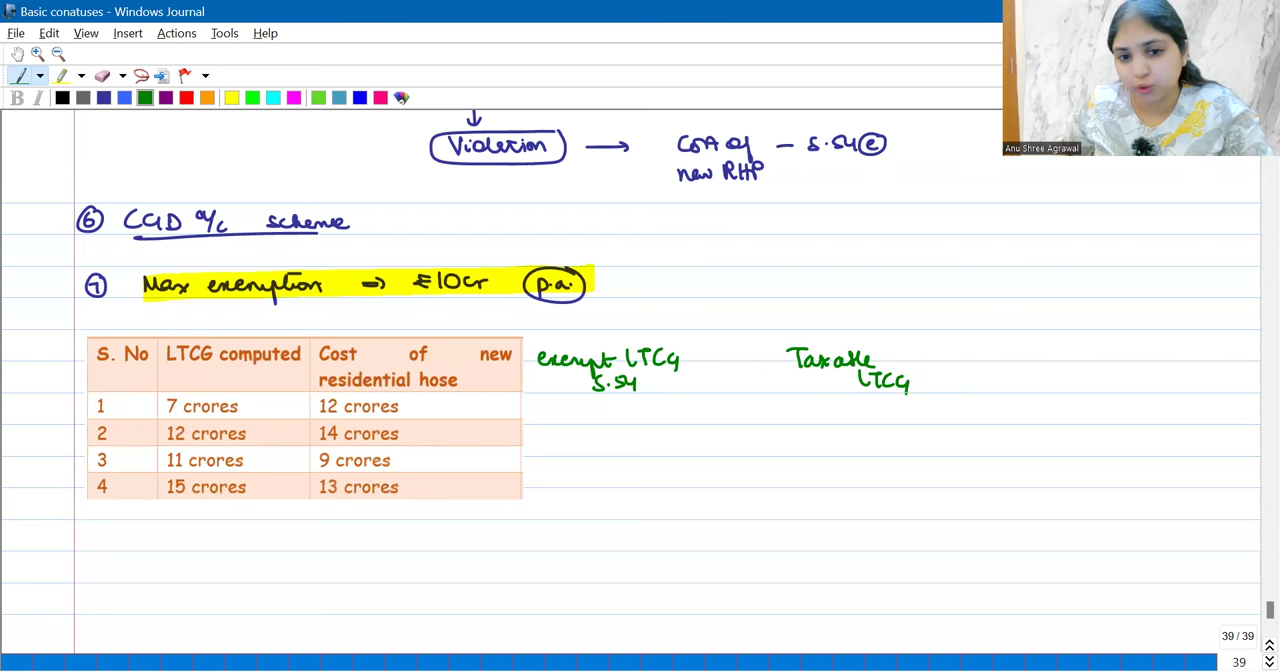 Basic conatuses - Windows Journal
File Edit View Insert Actions Tools Help
B I
Violation → COA of – S.54 e
new RHP
Anu Shree Agrawal
6 CGD a/c scheme
7 Max exemption ⇒ ₹10cr p.a.
S. No LTCG computed Cost of new residential hose
exempt LTCG S.54
Taxable LTCG
1 7 crores 12 crores
2 12 crores 14 crores
3 11 crores 9 crores
4 15 crores 13 crores
39 / 39
39